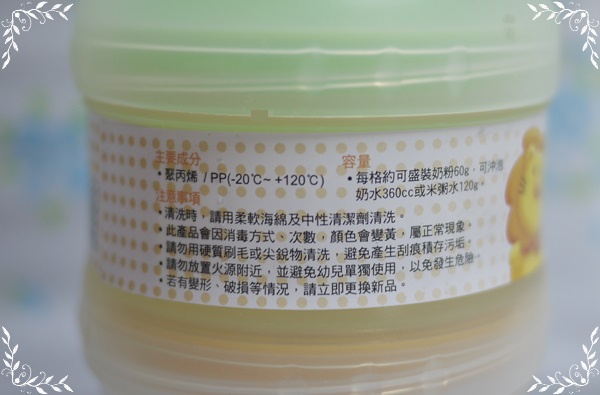 主要成分
•聚丙烯 / PP(-20℃~ +120℃)
容量
•每格約可盛裝奶粉60g，可沖泡
奶水360cc或米粥水120g。
注意事項
•清洗時，請用柔軟海綿及中性清潔劑清洗。
•此產品會因消毒方式、次數，顏色會變黃，屬正常現象。
•請勿用硬質刷毛或尖銳物清洗，避免產生刮痕積存污垢。
•請勿放置火源附近，並避免幼兒單獨使用，以免發生危險。
•若有變形、破損等情況，請立即更換新品。